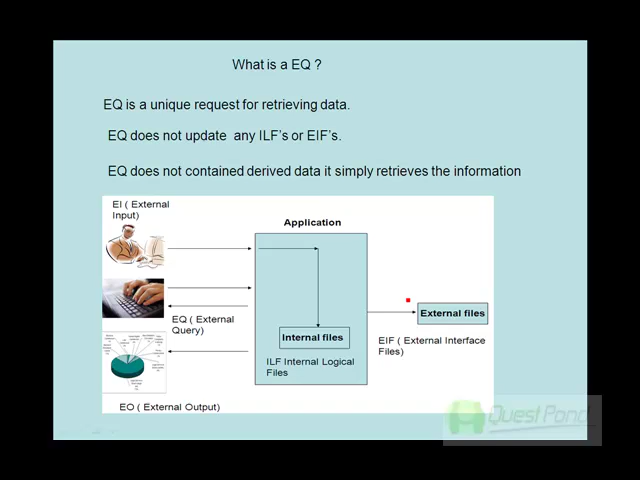 What is a EQ ?
EQ is a unique request for retrieving data.
EQ does not update any ILF's or EIF's.
EQ does not contained derived data it simply retrieves the information
EI ( External
Input)
Application
EQ ( External
Query)
Internal files
External files
EIF ( External Interface
Files)
ILF Internal Logical
Files
EO ( External Output)
QuestPond